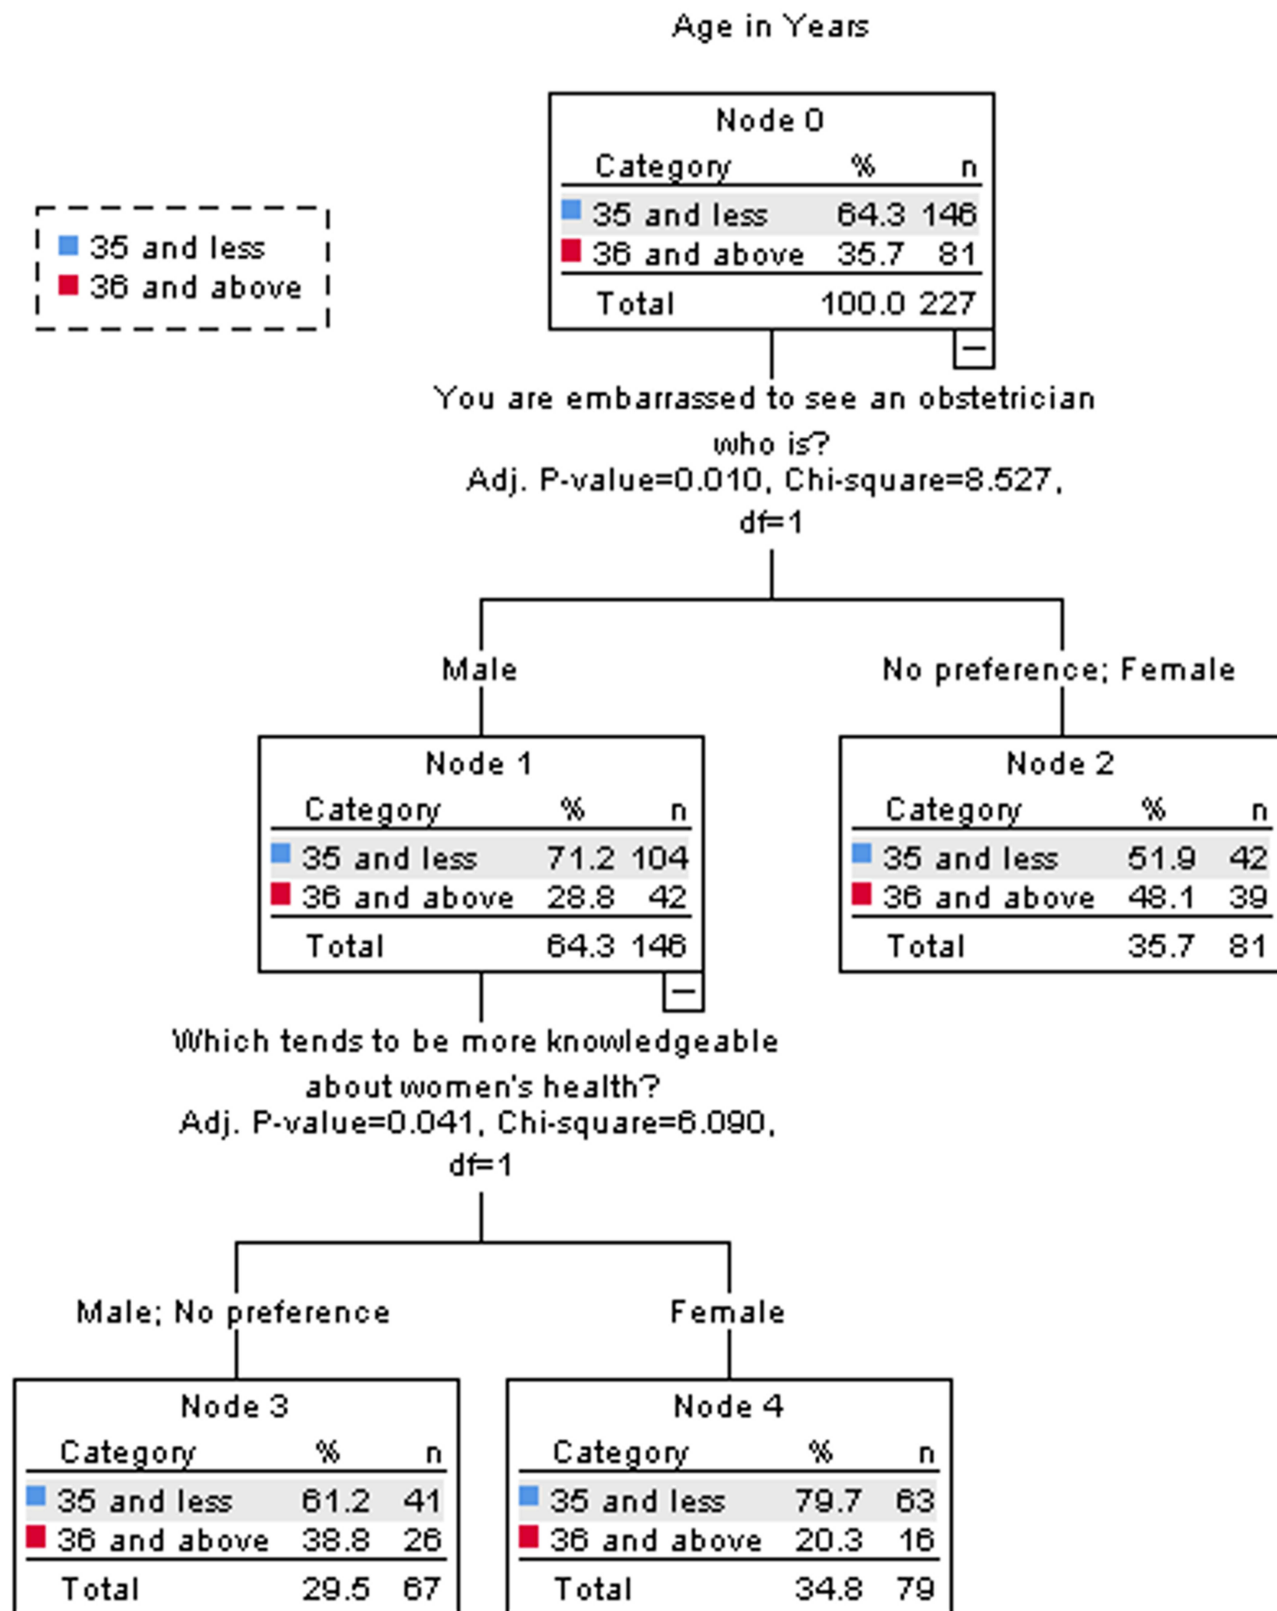 Age in Years
Node 0
Category % n
35 and less 64.3 146
36 and above 35.7 81
Total 100.0 227
35 and less
36 and above
You are embarrassed to see an obstetrician
who is?
Adj. P-value=0.010, Chi-square=8.527,
df=1
Male
No preference; Female
Node 1
Category % n
35 and less 71.2 104
36 and above 28.8 42
Total 64.3 146
Node 2
Category % n
35 and less 51.9 42
36 and above 48.1 39
Total 35.7 81
Which tends to be more knowledgeable
about women's health?
Adj. P-value=0.041, Chi-square=6.090,
df=1
Male; No preference
Female
Node 3
Category % n
35 and less 61.2 41
36 and above 38.8 26
Total 29.5 67
Node 4
Category % n
35 and less 79.7 63
36 and above 20.3 16
Total 34.8 79